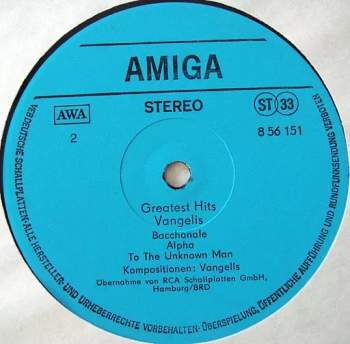 AMIGA
AWA
STEREO
ST 33
2
8 56 151
Greatest Hits
Vangelis
Bacchanale
Alpha
To The Unknown Man
Kompositionen: Vangelis
Übernahme von RCA Schallplatten GmbH,
Hamburg/BRD
VEB DEUTSCHE SCHALLPLATTEN · ALLE HERSTELLER- UND URHEBERRECHTE VORBEHALTEN · ÜBERSPIELUNG, ÖFFENTLICHE AUFFÜHRUNG UND RUNDFUNKSENDUNG VERBOTEN